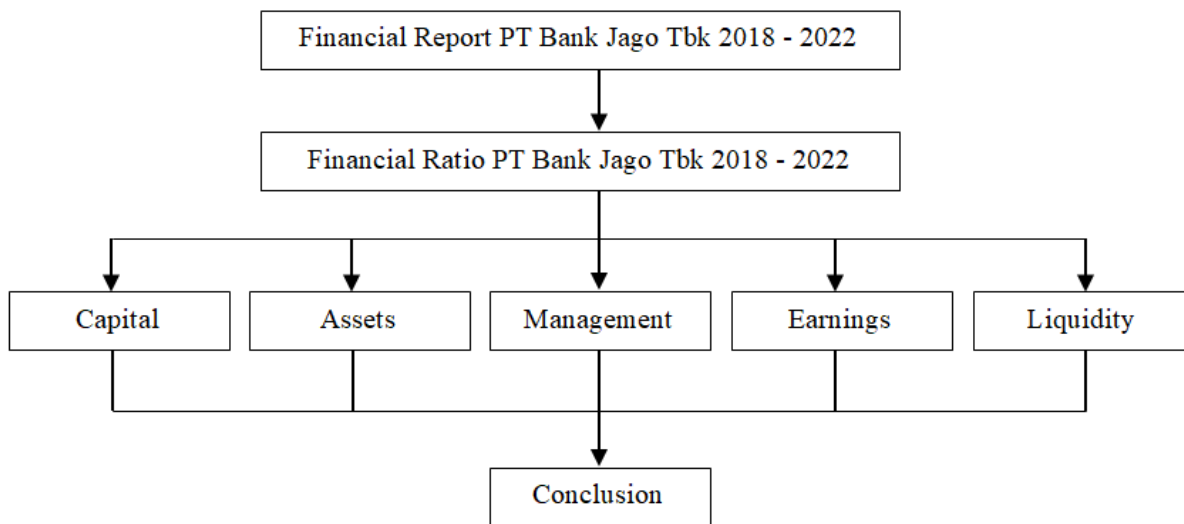 Financial Report PT Bank Jago Tbk 2018 - 2022
Financial Ratio PT Bank Jago Tbk 2018 - 2022
Capital
Assets
Management
Earnings
Liquidity
Conclusion